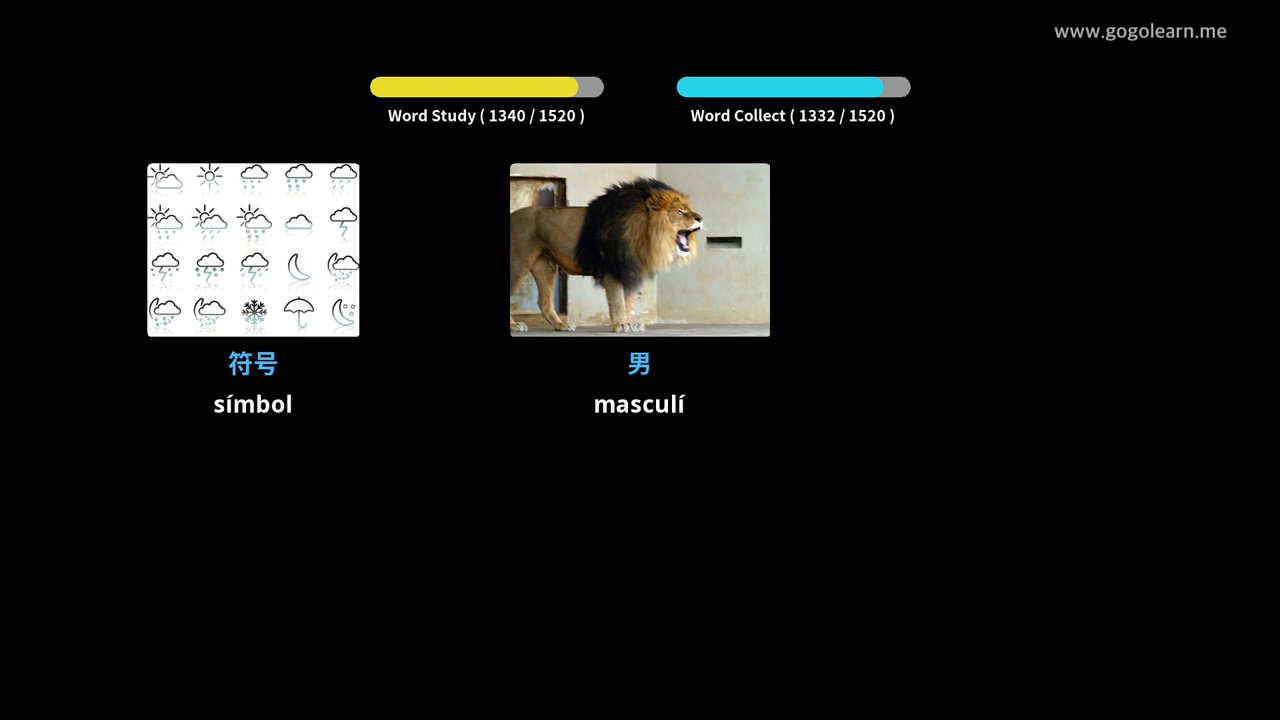 www.gogolearn.me
Word Study ( 1340 / 1520 )
Word Collect ( 1332 / 1520 )
符号
男
símbol
masculí